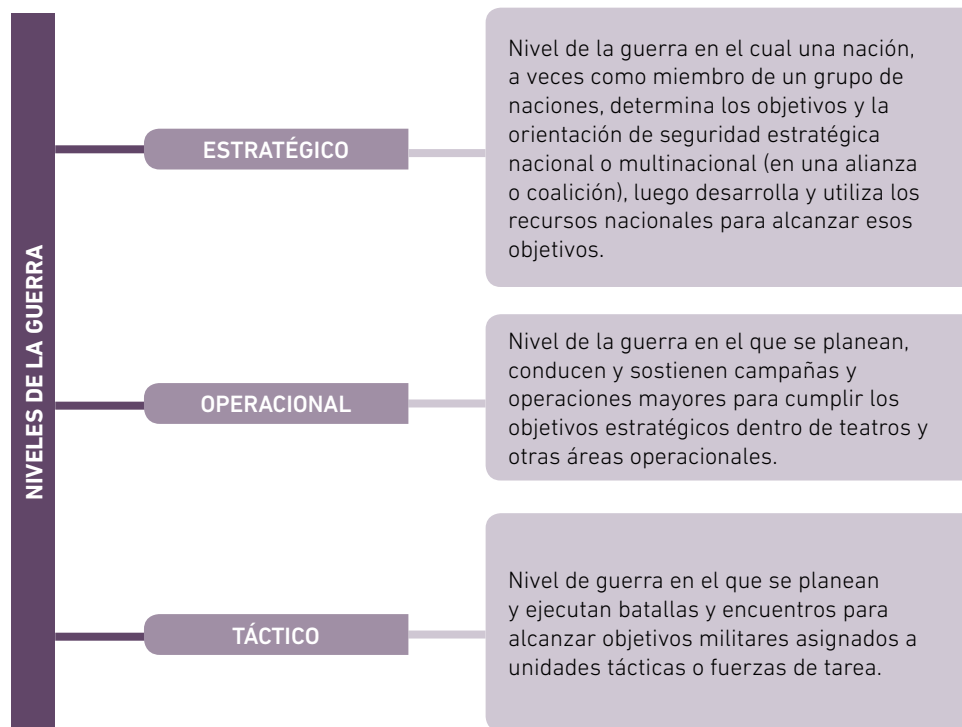 NIVELES DE LA GUERRA
ESTRATÉGICO
Nivel de la guerra en el cual una nación,
a veces como miembro de un grupo de
naciones, determina los objetivos y la
orientación de seguridad estratégica
nacional o multinacional (en una alianza
o coalición), luego desarrolla y utiliza los
recursos nacionales para alcanzar esos
objetivos.
OPERACIONAL
Nivel de la guerra en el que se planean,
conducen y sostienen campañas y
operaciones mayores para cumplir los
objetivos estratégicos dentro de teatros y
otras áreas operacionales.
TÁCTICO
Nivel de guerra en el que se planean
y ejecutan batallas y encuentros para
alcanzar objetivos militares asignados a
unidades tácticas o fuerzas de tarea.